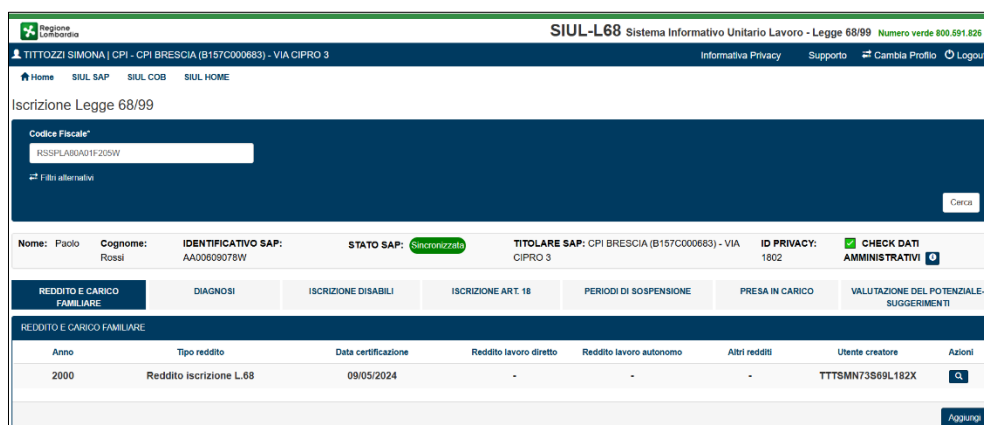 Regione
Lombardia
SIUL-L68 Sistema Informativo Unitario Lavoro - Legge 68/99 Numero verde 800.591.826
TITTOZZI SIMONA | CPI - CPI BRESCIA (B157C000683) - VIA CIPRO 3
Informativa Privacy Supporto Cambia Profilo Logout
Home SIUL SAP SIUL COB SIUL HOME
Iscrizione Legge 68/99
Codice Fiscale*
RSSPLA80A01F205W
Filtri alternativi
Cerca
Nome: Paolo Cognome: Rossi IDENTIFICATIVO SAP: AA00609078W STATO SAP: Sincronizzata TITOLARE SAP: CPI BRESCIA (B157C000683) - VIA CIPRO 3 ID PRIVACY: 1802 CHECK DATI AMMINISTRATIVI
REDDITO E CARICO FAMILIARE DIAGNOSI ISCRIZIONE DISABILI ISCRIZIONE ART. 18 PERIODI DI SOSPENSIONE PRESA IN CARICO VALUTAZIONE DEL POTENZIALE- SUGGERIMENTI
REDDITO E CARICO FAMILIARE
Anno Tipo reddito Data certificazione Reddito lavoro diretto Reddito lavoro autonomo Altri redditi Utente creatore Azioni
2000 Reddito iscrizione L.68 09/05/2024 - - - TTTSMN73S69L182X
Aggiungi